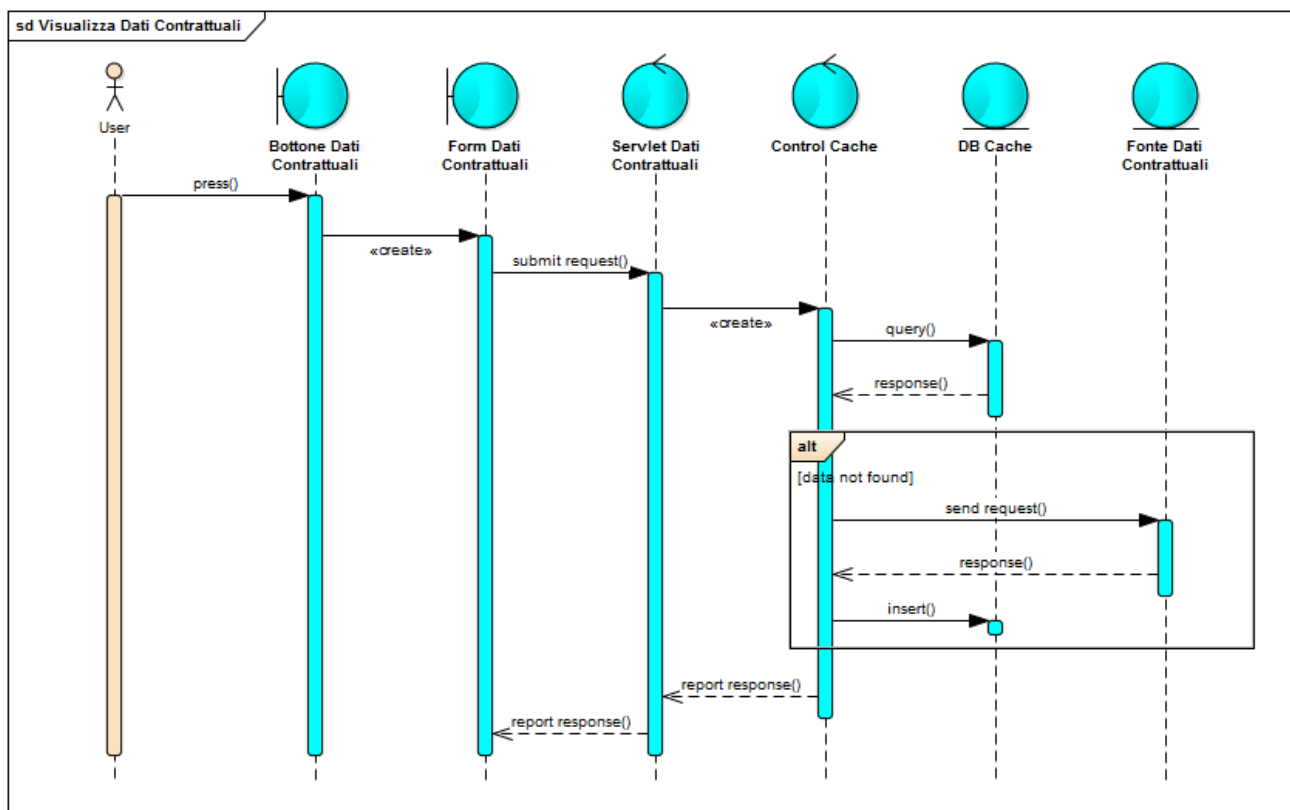 sd Visualizza Dati Contrattuali
User
Bottone Dati
Contrattuali
Form Dati
Contrattuali
Servlet Dati
Contrattuali
Control Cache
DB Cache
Fonte Dati
Contrattuali
press()
«create»
submit request()
«create»
query()
response()
alt
[data not found]
send request()
response()
insert()
report response()
report response()